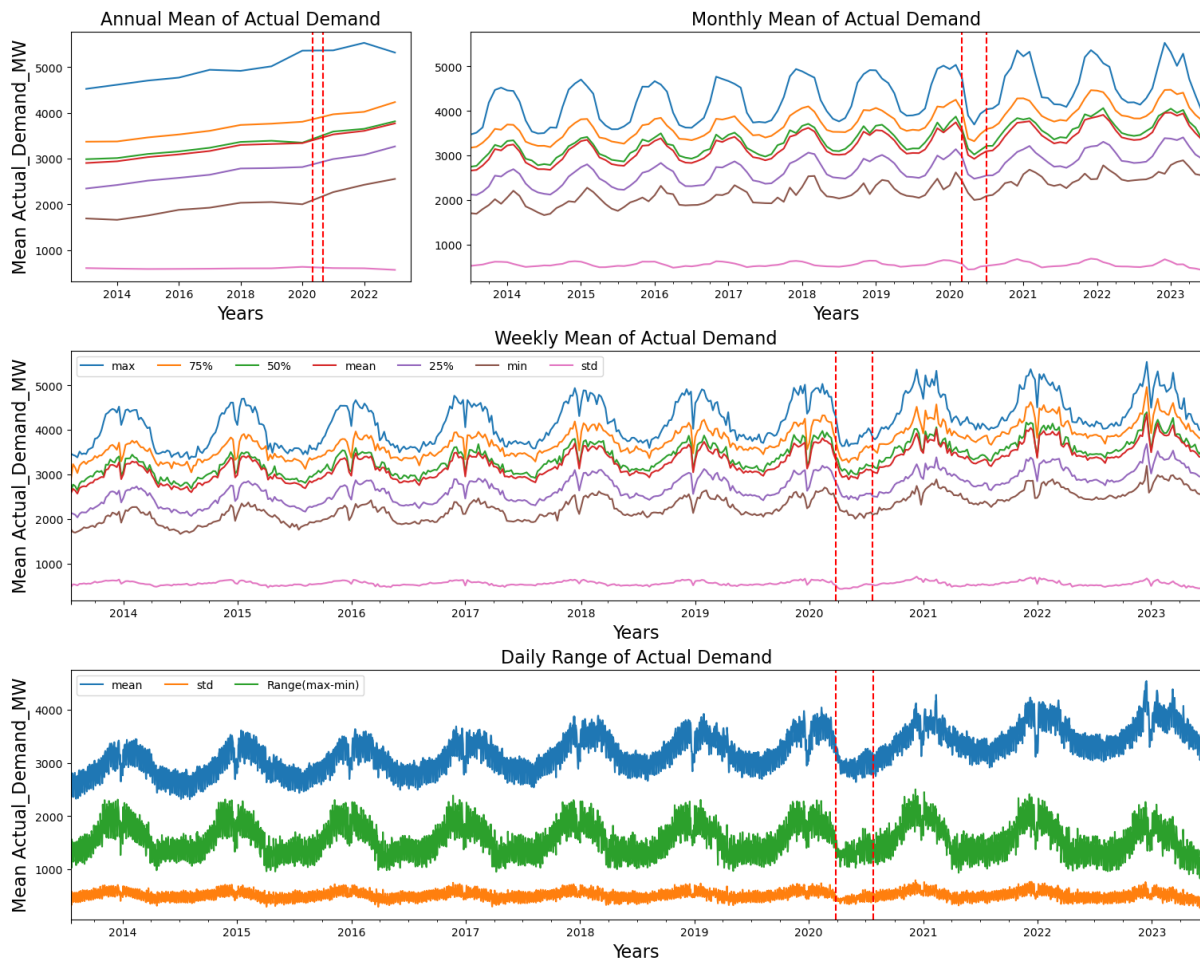 Annual Mean of Actual Demand
Mean Actual_Demand_MW
5000
4000
3000
2000
1000
2014 2016 2018 2020 2022
Years
Monthly Mean of Actual Demand
5000
4000
3000
2000
1000
2014 2015 2016 2017 2018 2019 2020 2021 2022 2023
Years
Weekly Mean of Actual Demand
max 75% 50% mean 25% min std
Mean Actual_Demand_MW
5000
4000
3000
2000
1000
2014 2015 2016 2017 2018 2019 2020 2021 2022 2023
Years
Daily Range of Actual Demand
mean std Range(max-min)
Mean Actual_Demand_MW
4000
3000
2000
1000
2014 2015 2016 2017 2018 2019 2020 2021 2022 2023
Years